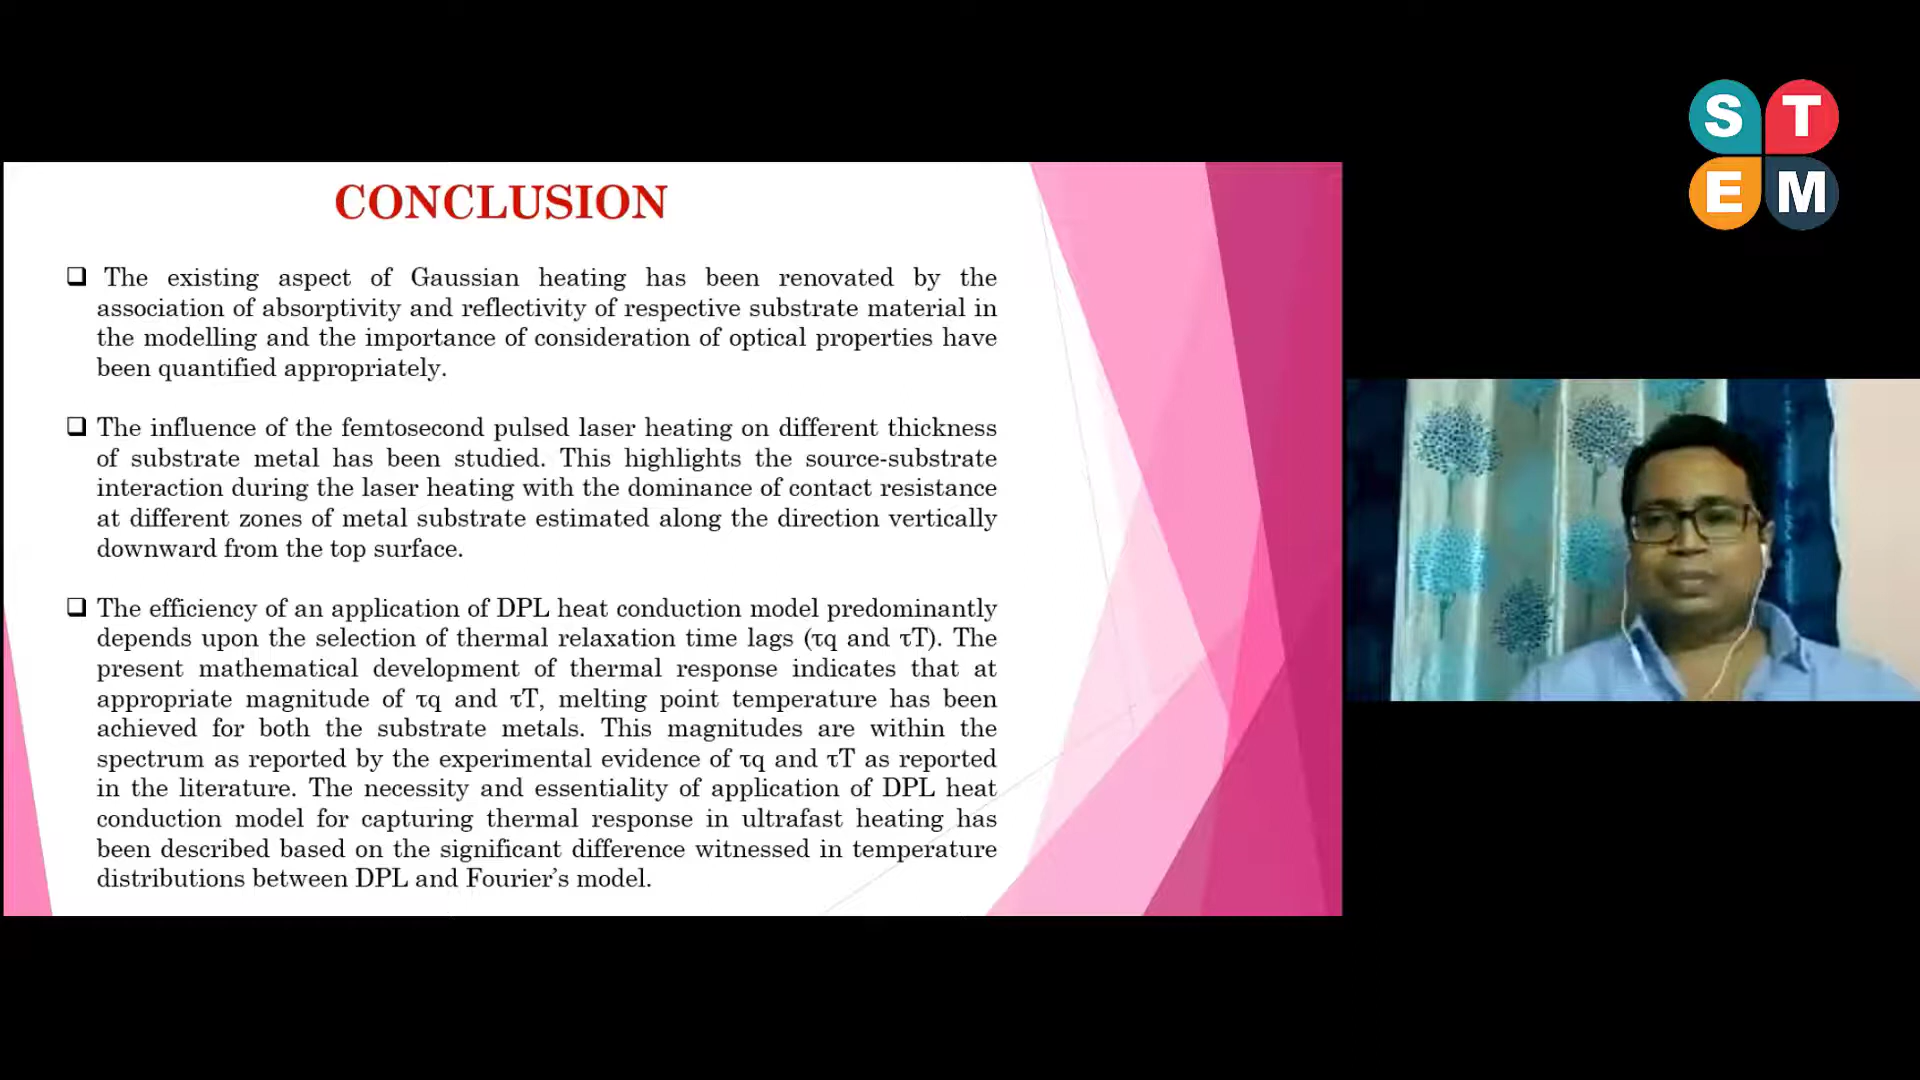 CONCLUSION
The existing aspect of Gaussian heating has been renovated by the
association of absorptivity and reflectivity of respective substrate material in
the modelling and the importance of consideration of optical properties have
been quantified appropriately.
The influence of the femtosecond pulsed laser heating on different thickness
of substrate metal has been studied. This highlights the source-substrate
interaction during the laser heating with the dominance of contact resistance
at different zones of metal substrate estimated along the direction vertically
downward from the top surface.
The efficiency of an application of DPL heat conduction model predominantly
depends upon the selection of thermal relaxation time lags (τq and τT). The
present mathematical development of thermal response indicates that at
appropriate magnitude of τq and τT, melting point temperature has been
achieved for both the substrate metals. This magnitudes are within the
spectrum as reported by the experimental evidence of τq and τT as reported
in the literature. The necessity and essentiality of application of DPL heat
conduction model for capturing thermal response in ultrafast heating has
been described based on the significant difference witnessed in temperature
distributions between DPL and Fourier’s model.
S T
E M